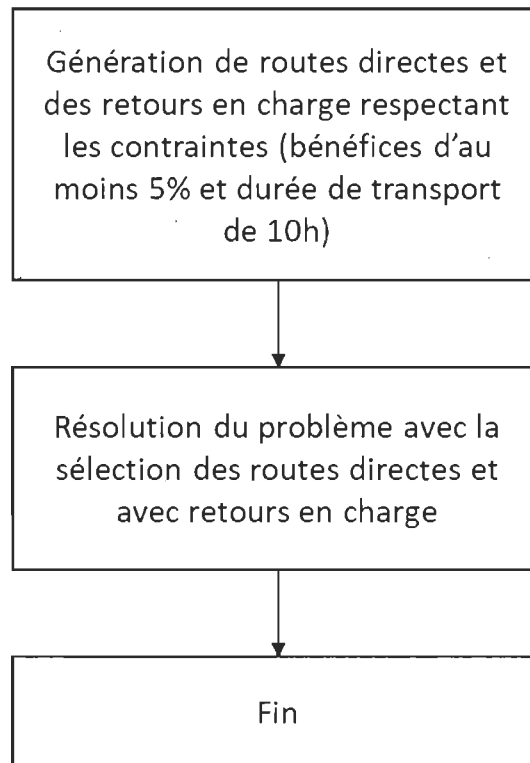 Génération de routes directes et
des retours en charge respectant
les contraintes (bénéfices d'au
moins 5% et durée de transport
de 10h)
Résolution du problème avec la
sélection des routes directes et
avec retours en charge
Fin